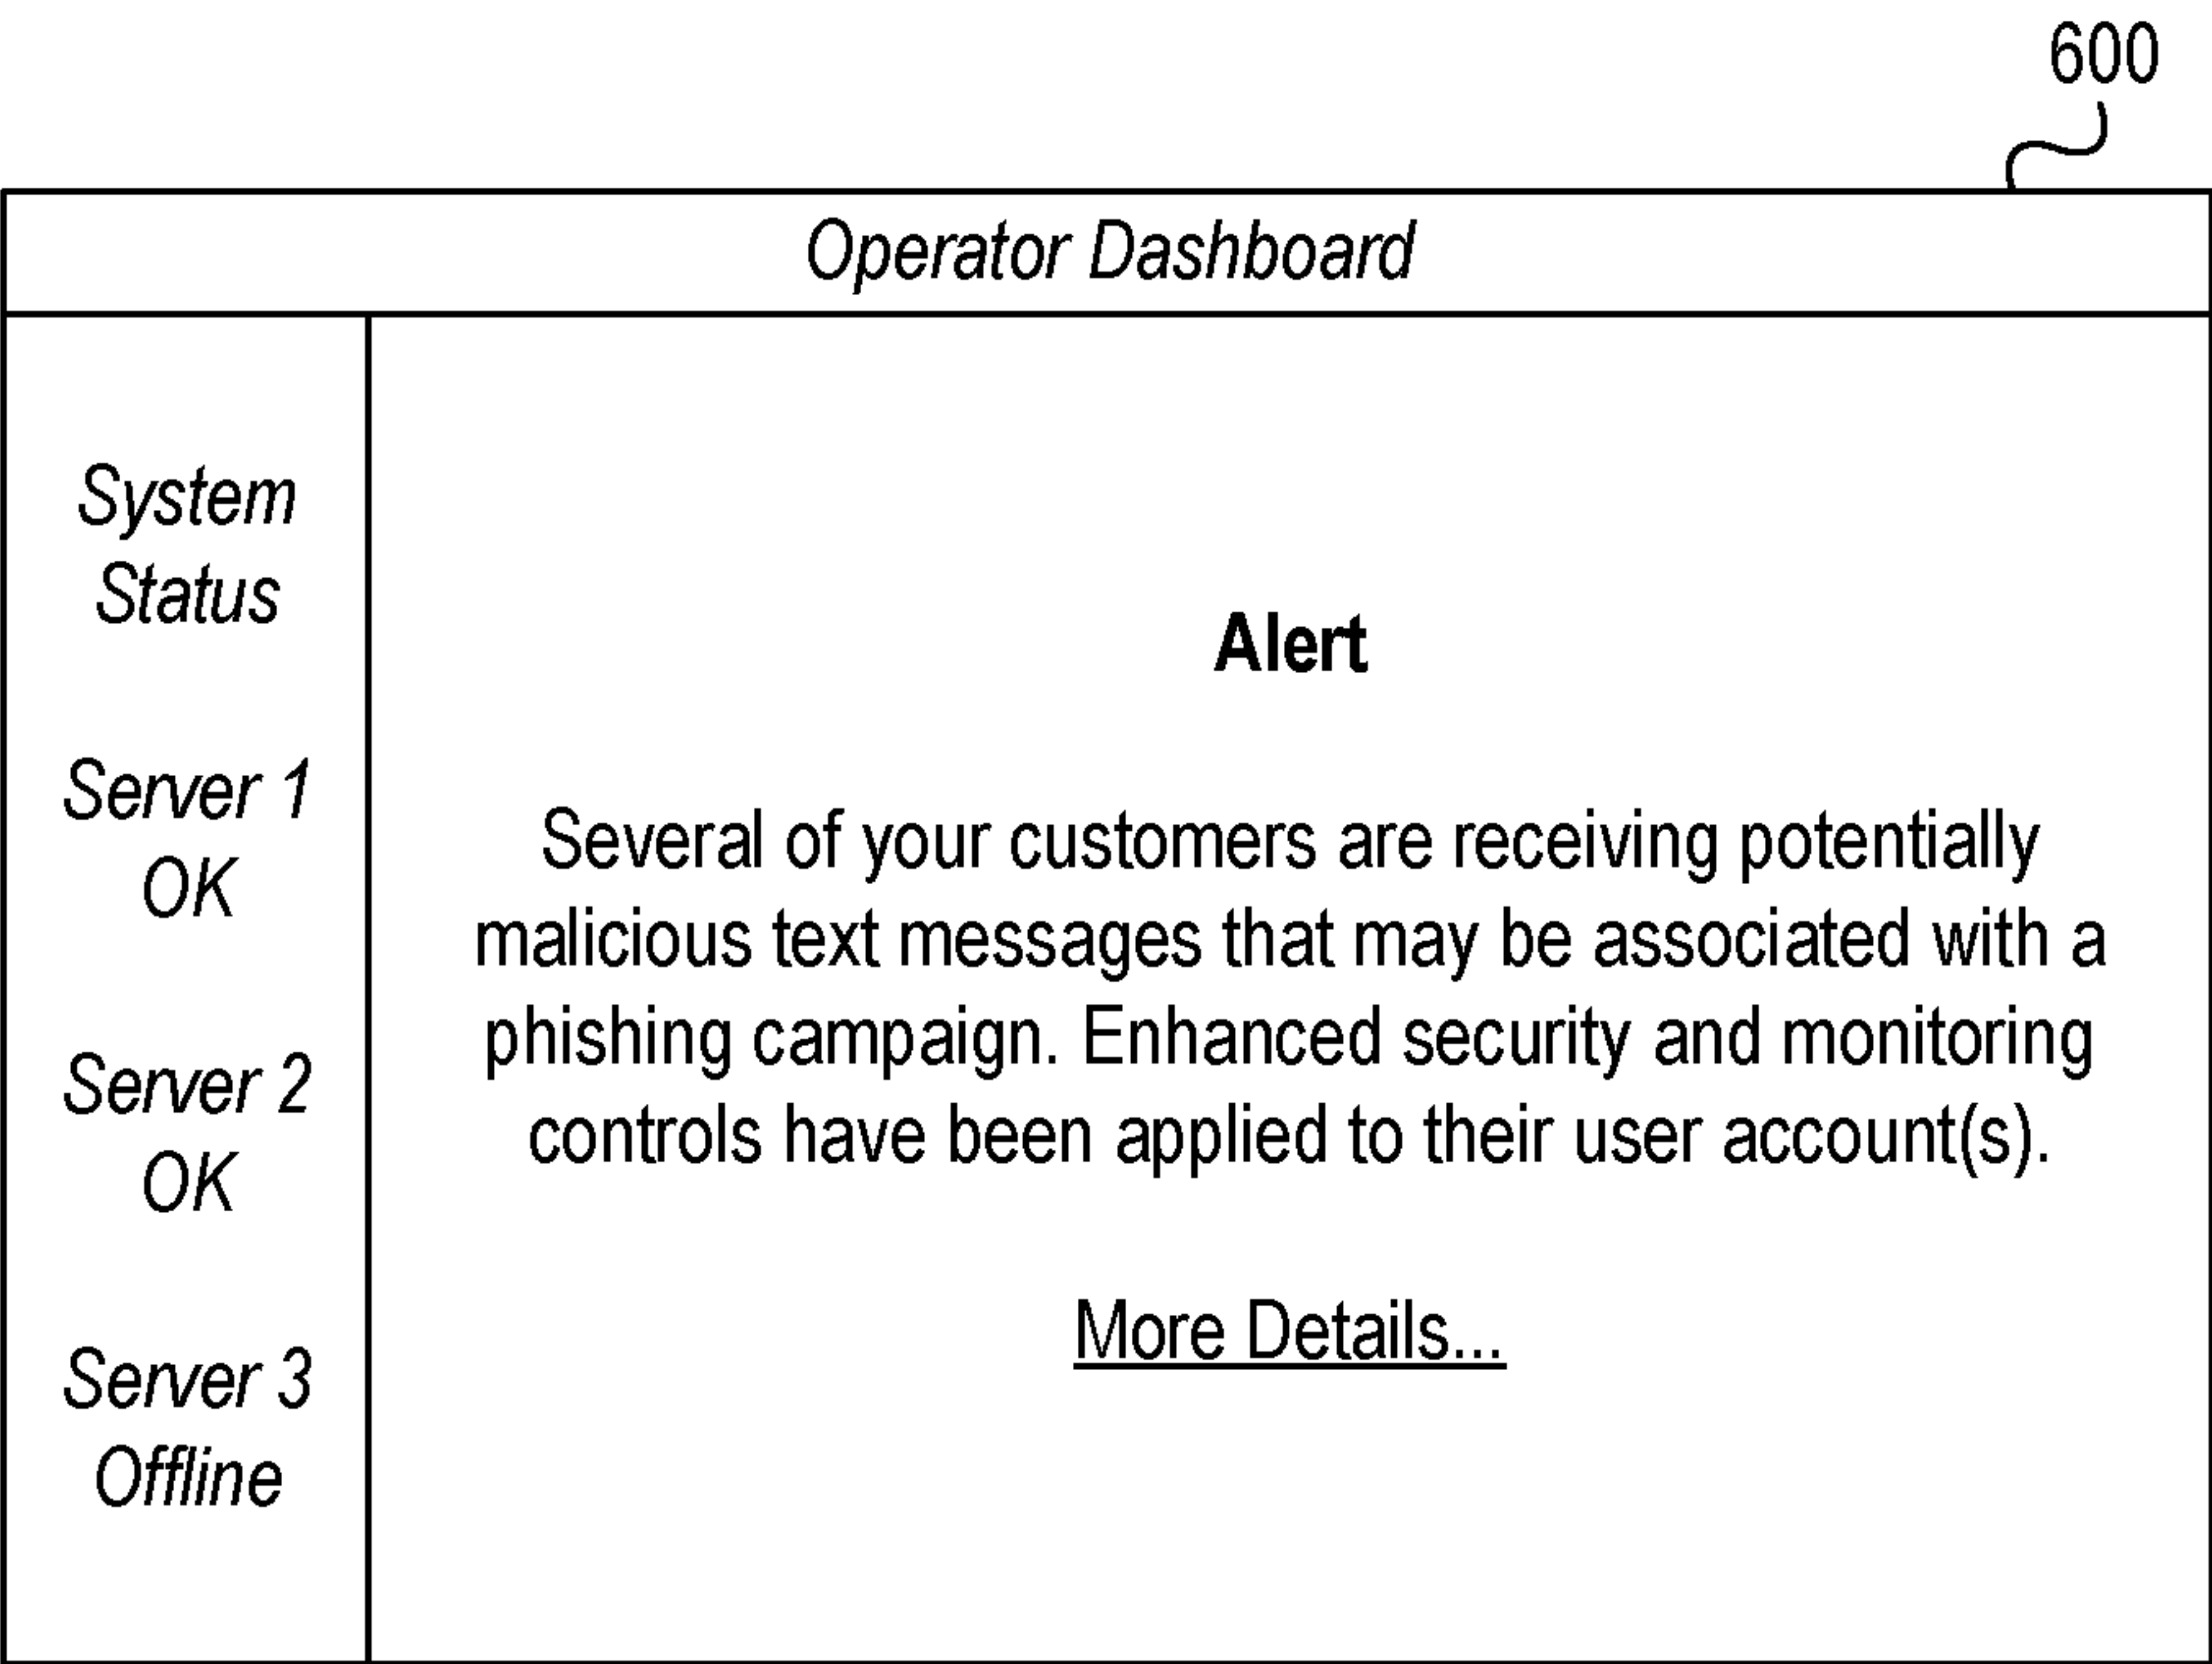 600
Operator Dashboard
System
Status
Server 1
OK
Server 2
OK
Server 3
Offline
Alert
Several of your customers are receiving potentially
malicious text messages that may be associated with a
phishing campaign. Enhanced security and monitoring
controls have been applied to their user account(s).
More Details...